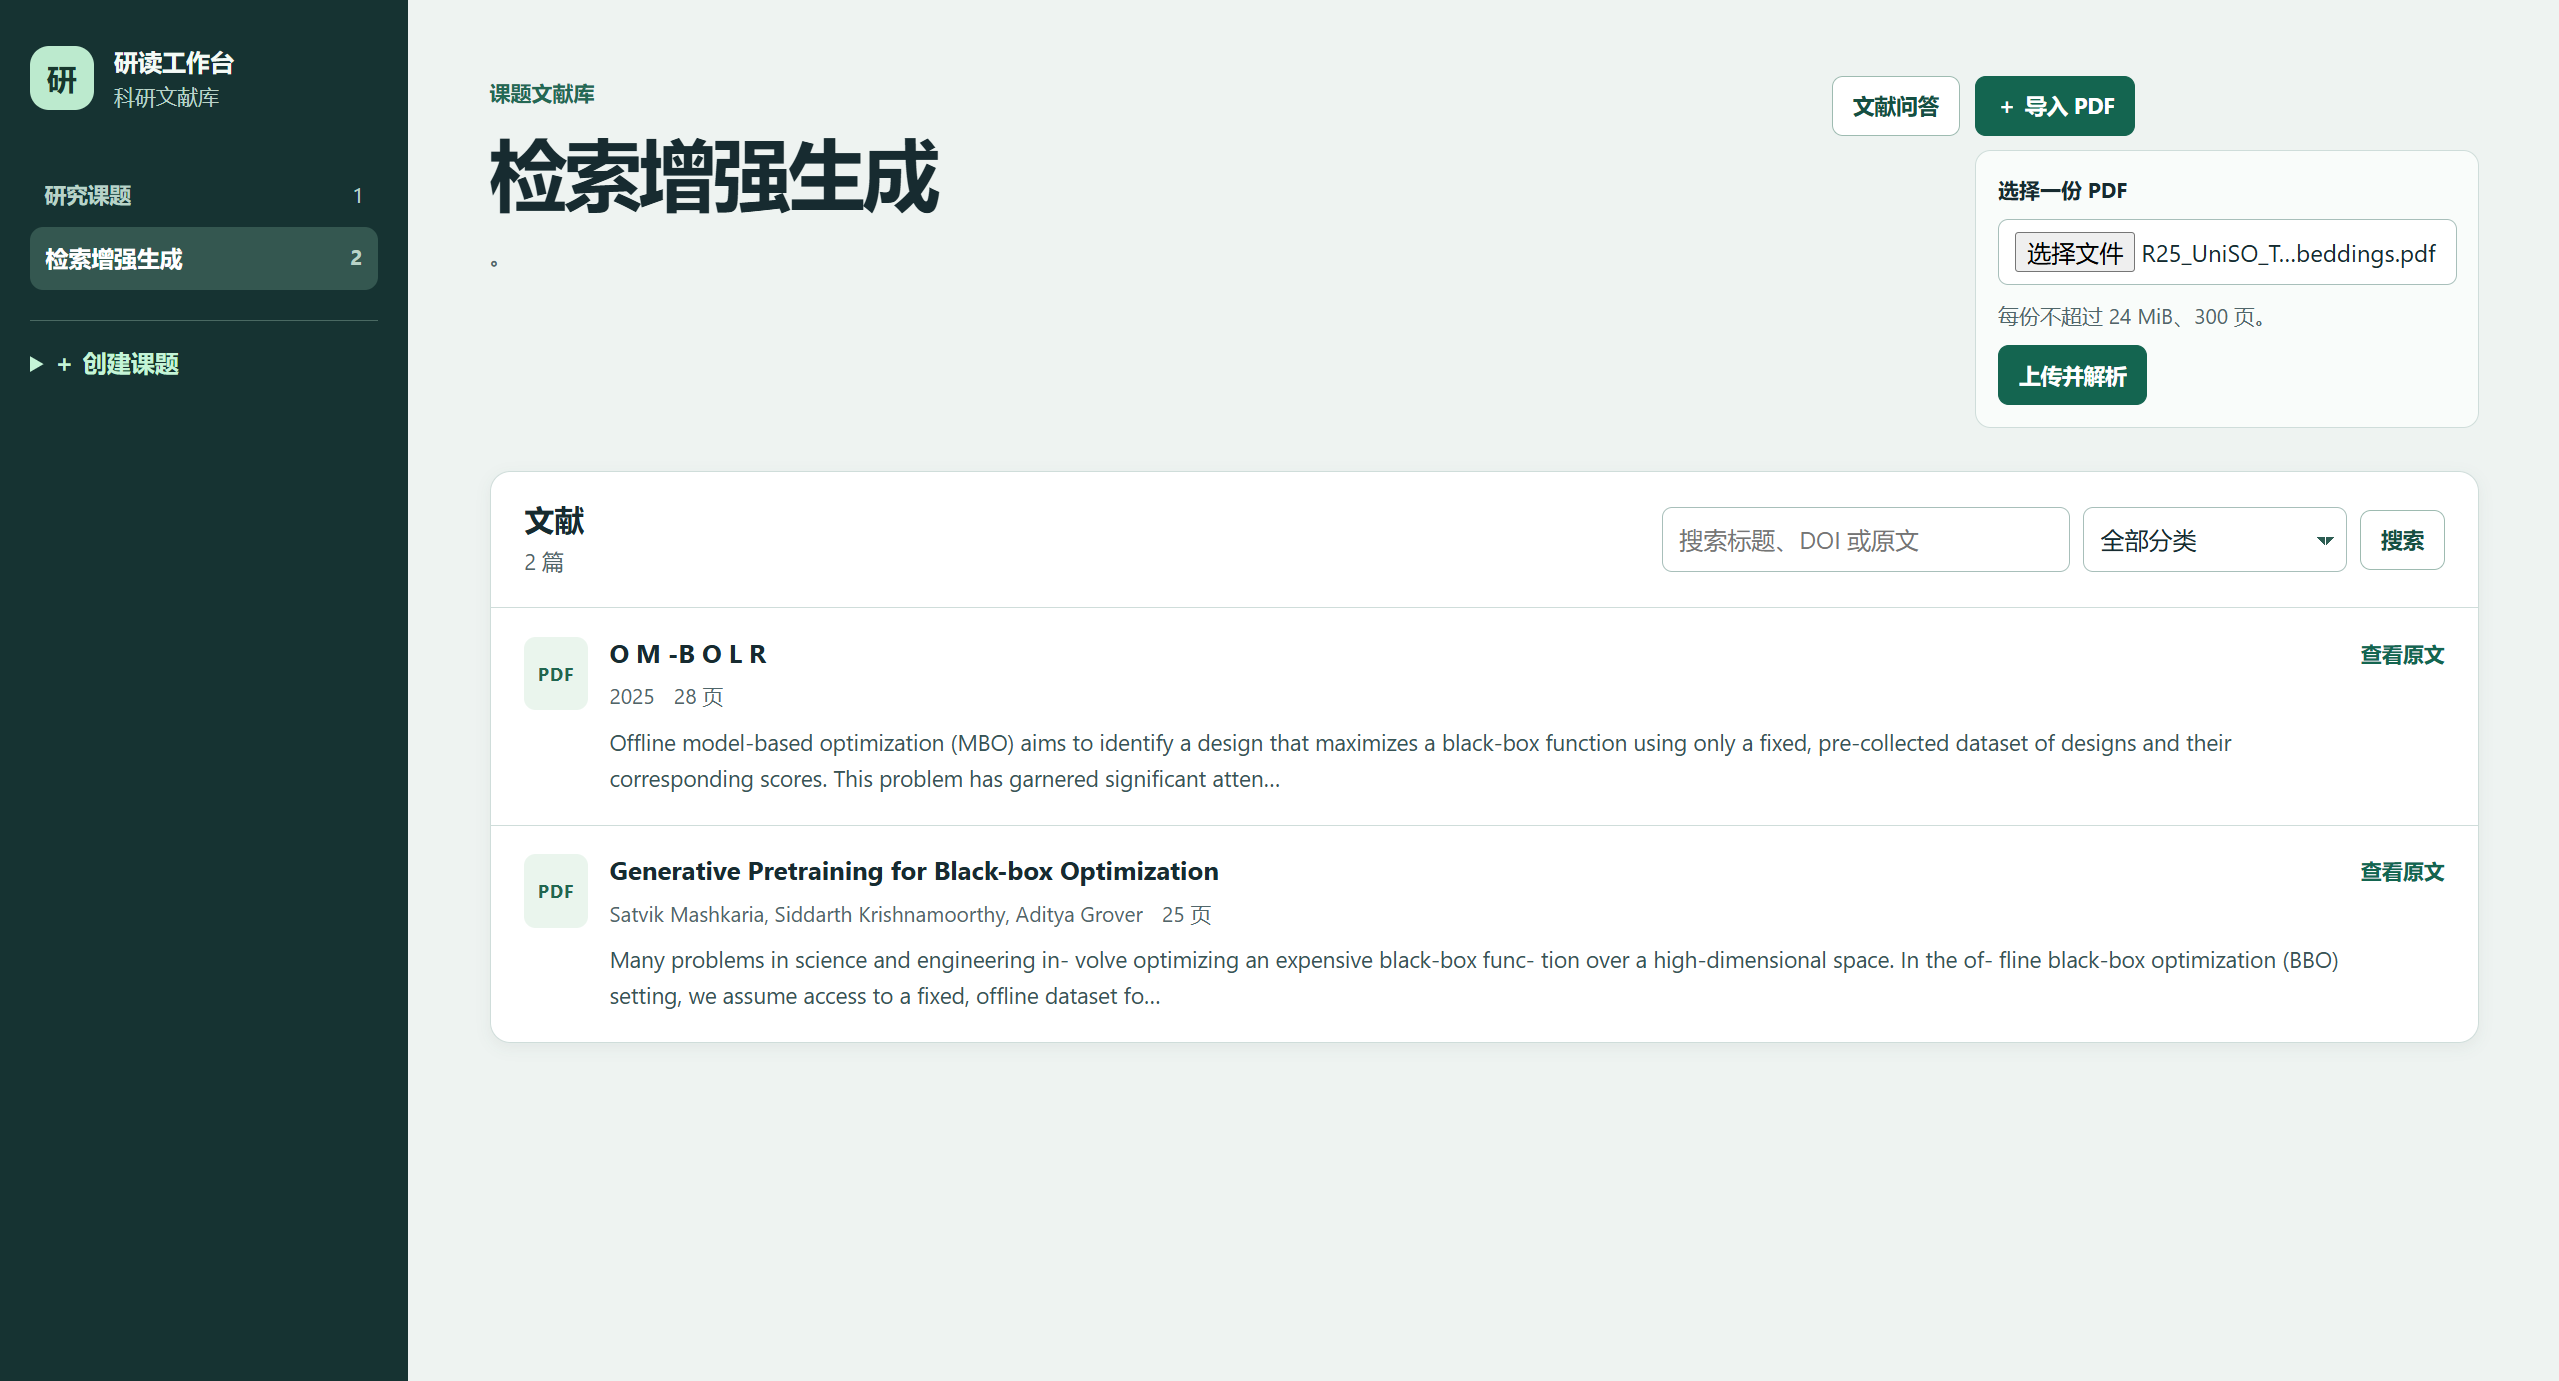 研
研读工作台
科研文献库
研究课题 1
检索增强生成 2
+ 创建课题
课题文献库
检索增强生成
。
文献问答
+ 导入 PDF
选择一份 PDF
选择文件 R25_UniSO_T...beddings.pdf
每份不超过 24 MiB、300 页。
上传并解析
文献
2 篇
搜索标题、DOI 或原文
全部分类
搜索
PDF
O M -B O L R
查看原文
2025 28 页
Offline model-based optimization (MBO) aims to identify a design that maximizes a black-box function using only a fixed, pre-collected dataset of designs and their
corresponding scores. This problem has garnered significant atten...
PDF
Generative Pretraining for Black-box Optimization
查看原文
Satvik Mashkaria, Siddarth Krishnamoorthy, Aditya Grover 25 页
Many problems in science and engineering in- volve optimizing an expensive black-box func- tion over a high-dimensional space. In the of- fline black-box optimization (BBO)
setting, we assume access to a fixed, offline dataset fo...